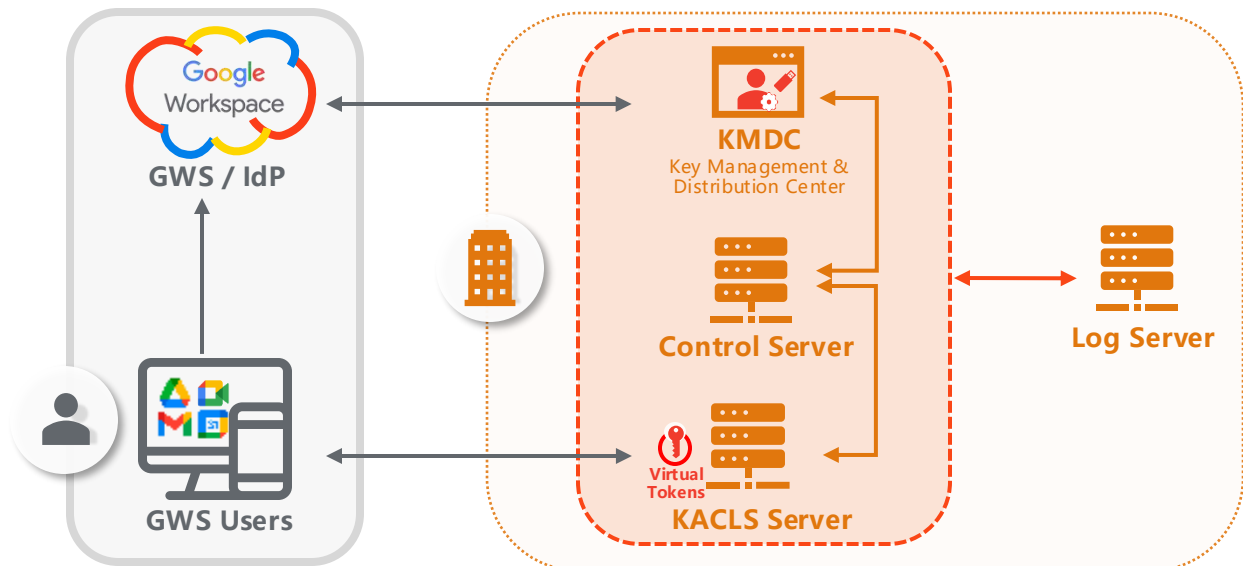 Google
Workspace
GWS / IdP
GWS Users
KMDC
Key Management &
Distribution Center
Control Server
Virtual
Tokens
KACLS Server
Log Server